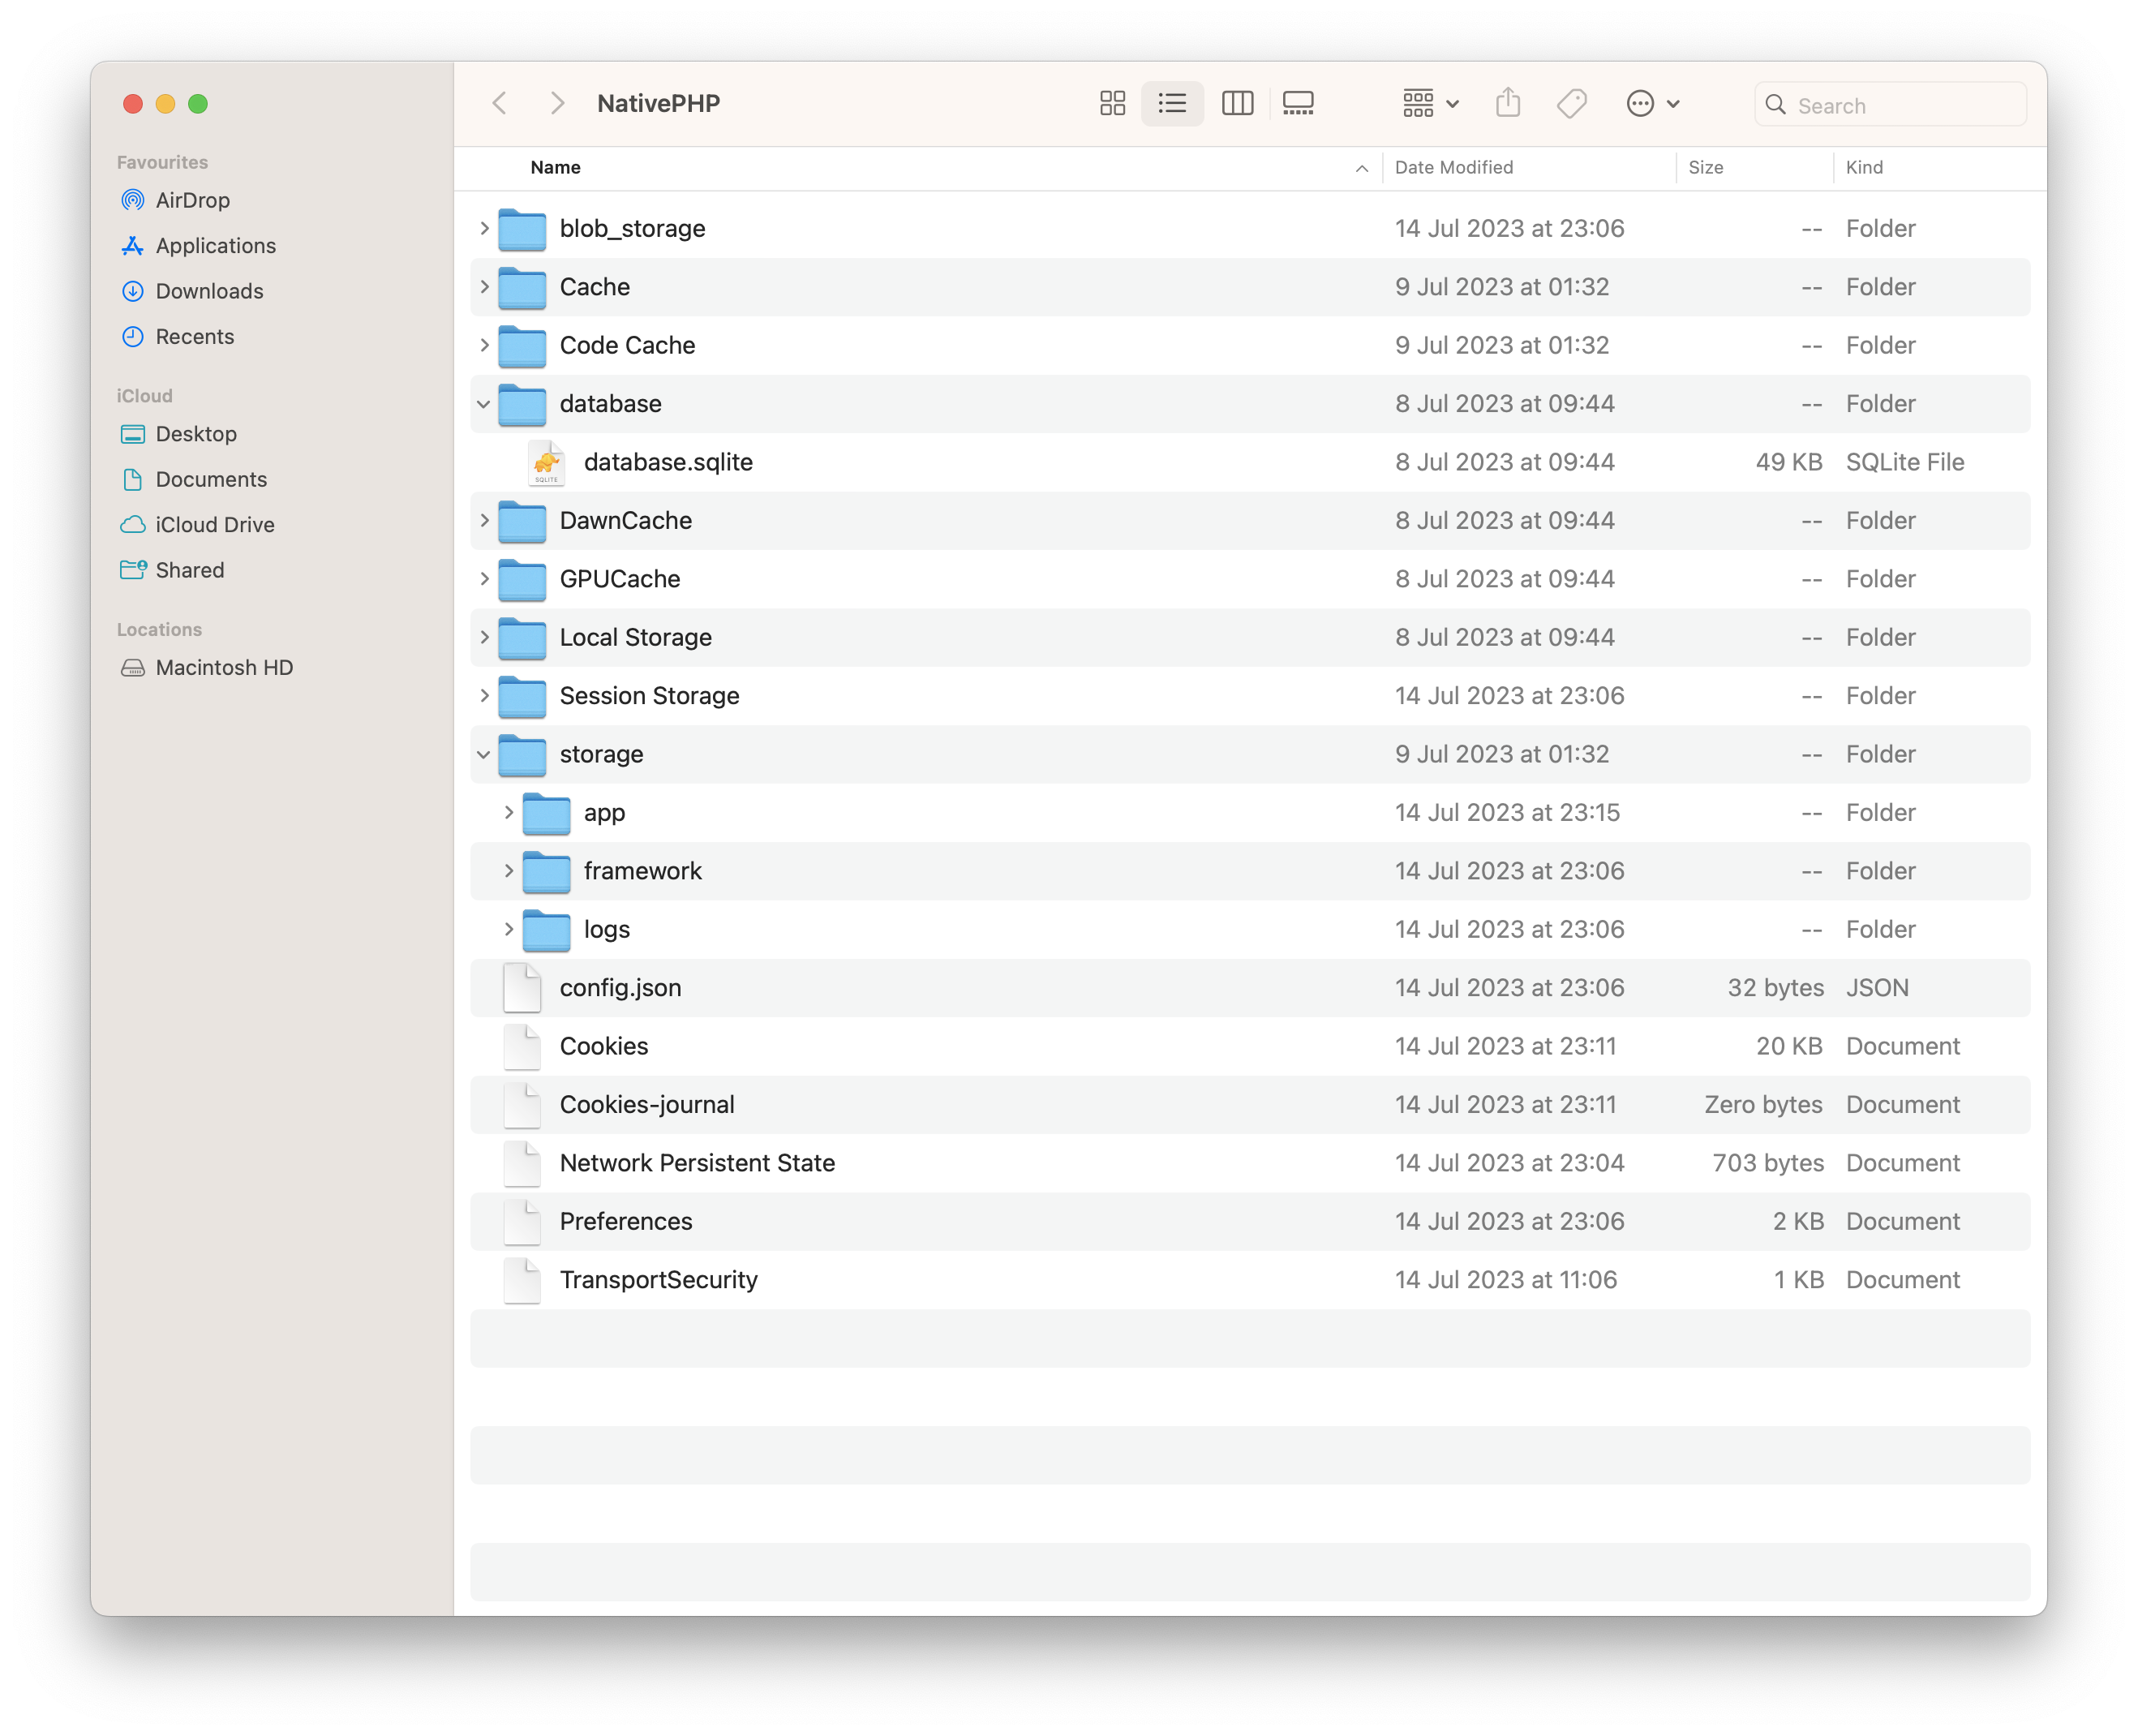 NativePHP
Search
Favourites
AirDrop
Applications
Downloads
Recents
iCloud
Desktop
Documents
iCloud Drive
Shared
Locations
Macintosh HD
Name Date Modified Size Kind
blob_storage 14 Jul 2023 at 23:06 -- Folder
Cache 9 Jul 2023 at 01:32 -- Folder
Code Cache 9 Jul 2023 at 01:32 -- Folder
database 8 Jul 2023 at 09:44 -- Folder
SQLITE database.sqlite 8 Jul 2023 at 09:44 49 KB SQLite File
DawnCache 8 Jul 2023 at 09:44 -- Folder
GPUCache 8 Jul 2023 at 09:44 -- Folder
Local Storage 8 Jul 2023 at 09:44 -- Folder
Session Storage 14 Jul 2023 at 23:06 -- Folder
storage 9 Jul 2023 at 01:32 -- Folder
app 14 Jul 2023 at 23:15 -- Folder
framework 14 Jul 2023 at 23:06 -- Folder
logs 14 Jul 2023 at 23:06 -- Folder
config.json 14 Jul 2023 at 23:06 32 bytes JSON
Cookies 14 Jul 2023 at 23:11 20 KB Document
Cookies-journal 14 Jul 2023 at 23:11 Zero bytes Document
Network Persistent State 14 Jul 2023 at 23:04 703 bytes Document
Preferences 14 Jul 2023 at 23:06 2 KB Document
TransportSecurity 14 Jul 2023 at 11:06 1 KB Document